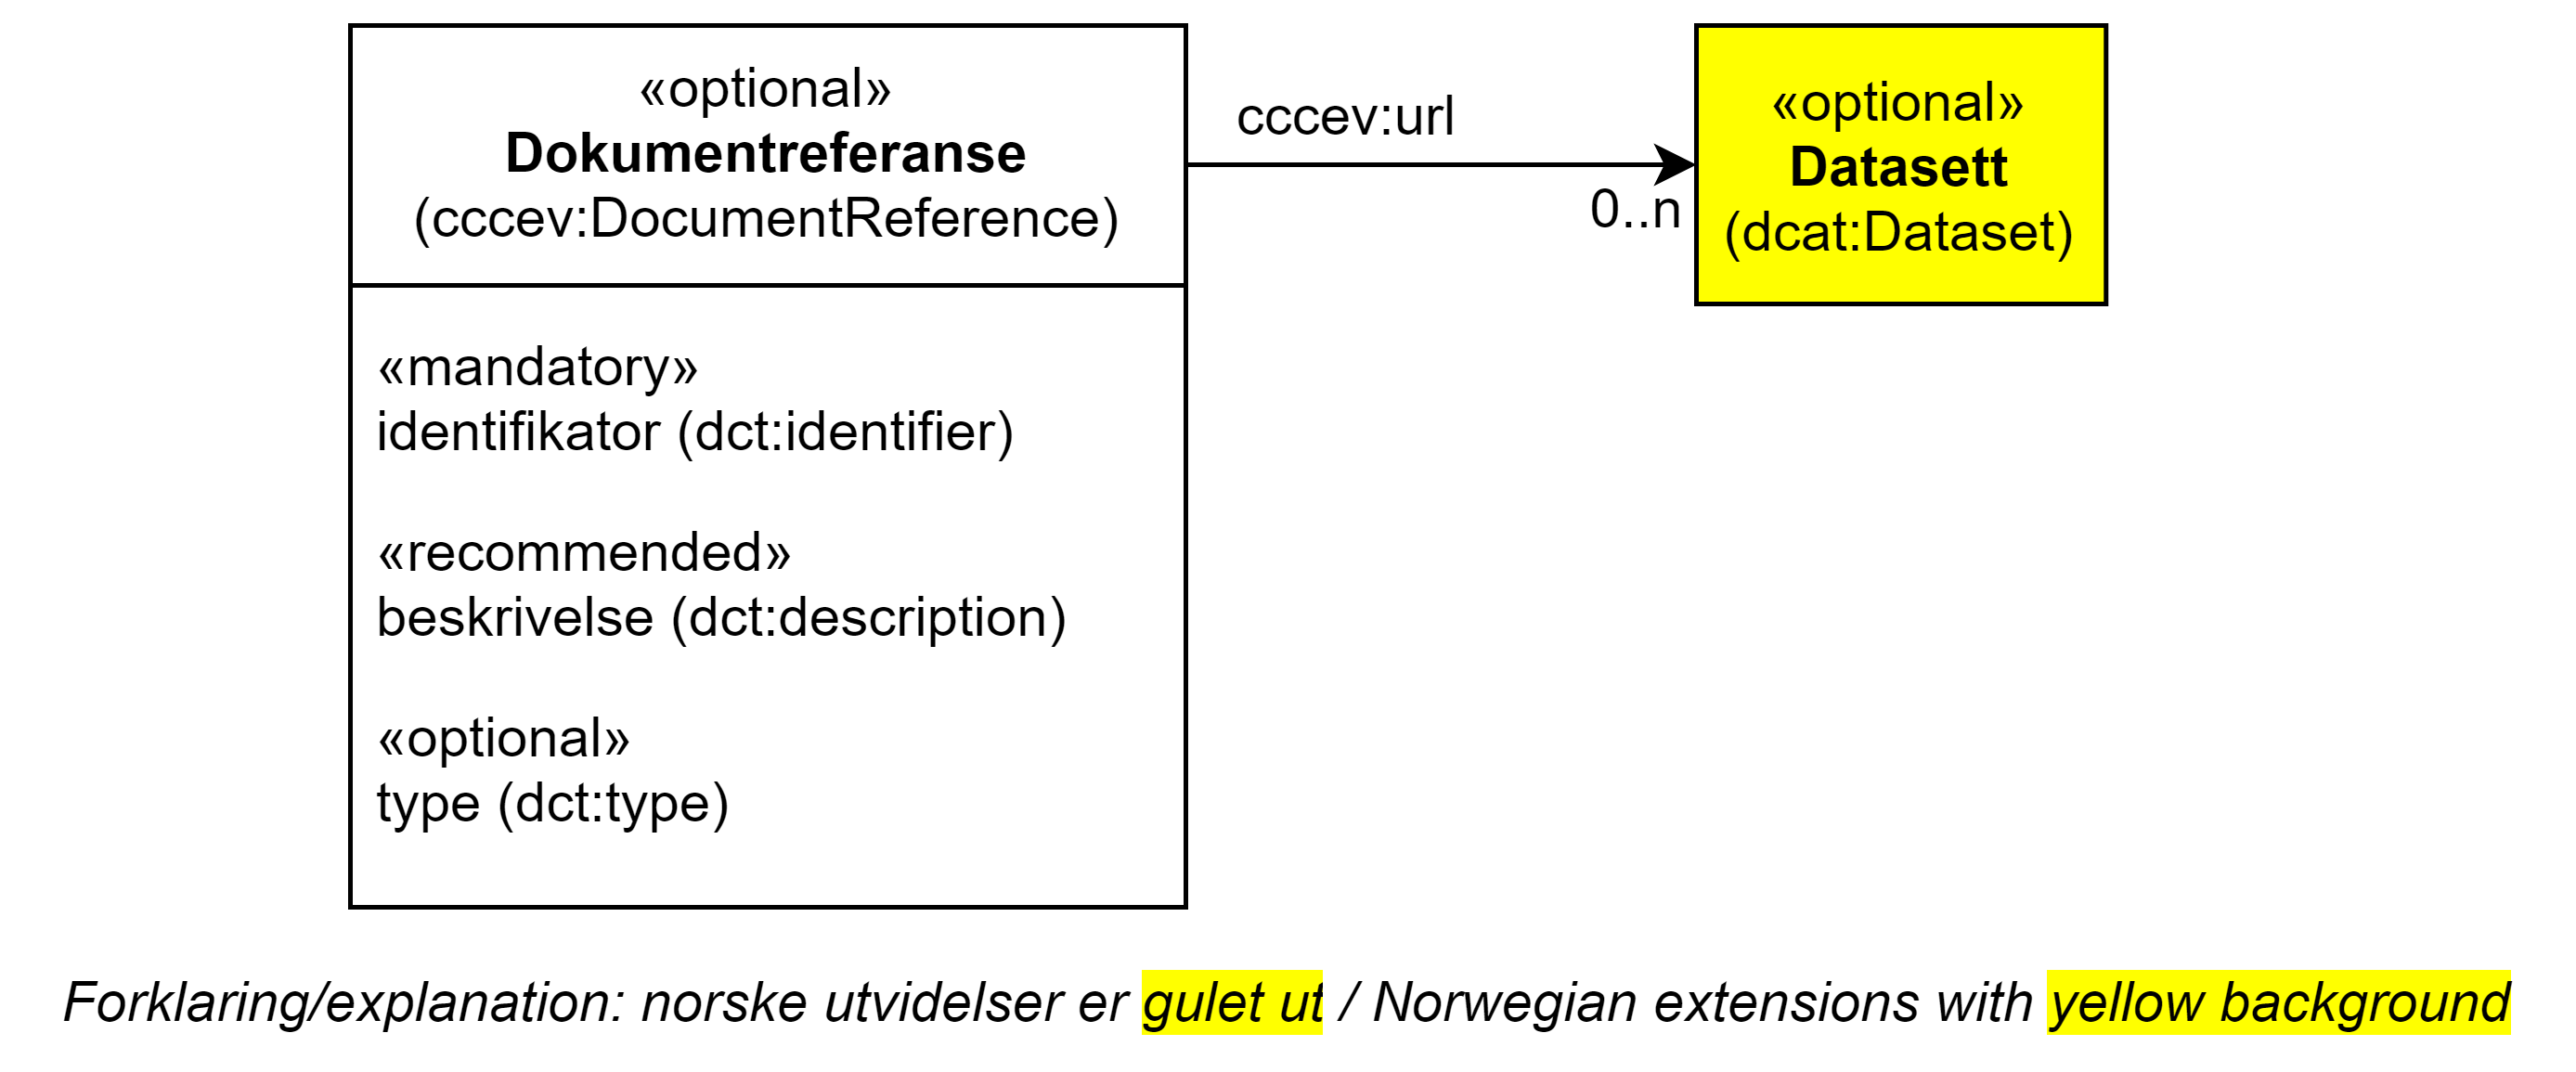 «optional»
Dokumentreferanse
(cccev:DocumentReference)
«mandatory»
identifikator (dct:identifier)
«recommended»
beskrivelse (dct:description)
«optional»
type (dct:type)
cccev:url
0..n
«optional»
Datasett
(dcat:Dataset)
Forklaring/explanation: norske utvidelser er gulet ut / Norwegian extensions with yellow background